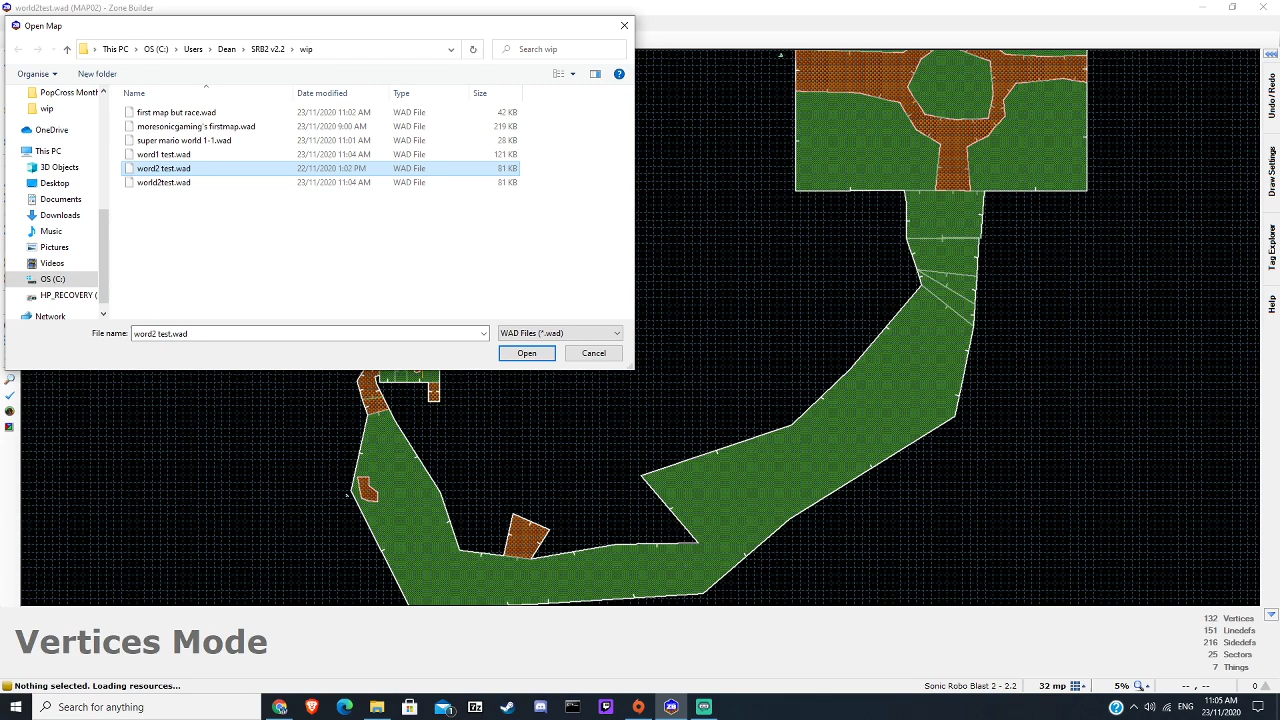 world2test.wad (MAP02) - Zone Builder
Open Map
This PC > OS (C:) > Users > Dean > SRB2 v2.2 > wip
Search wip
Organise
New folder
Name
Date modified
Type
Size
PopCross Month
wip
OneDrive
This PC
3D Objects
Desktop
Documents
Downloads
Music
Pictures
Videos
OS (C:)
HP_RECOVERY (
Network
first map but race.wad 23/11/2020 11:02 AM WAD File 42 KB
moresonicgaming's firstmap.wad 23/11/2020 9:00 AM WAD File 219 KB
super mario world 1-1.wad 23/11/2020 11:01 AM WAD File 28 KB
word1 test.wad 23/11/2020 11:04 AM WAD File 121 KB
word2 test.wad 22/11/2020 1:02 PM WAD File 81 KB
world2test.wad 23/11/2020 11:04 AM WAD File 81 KB
File name: word2 test.wad
WAD Files (*.wad)
Open
Cancel
Undo / Redo
Draw Settings
Tag Explorer
Help
Vertices Mode
132 Vertices
151 Linedefs
216 Sidedefs
25 Sectors
7 Things
Nothing selected. Loading resources...
Sonic Robo Blast 2 - 2.2
32 mp
5%
-- , --
0
Search for anything
ENG
11:05 AM
23/11/2020